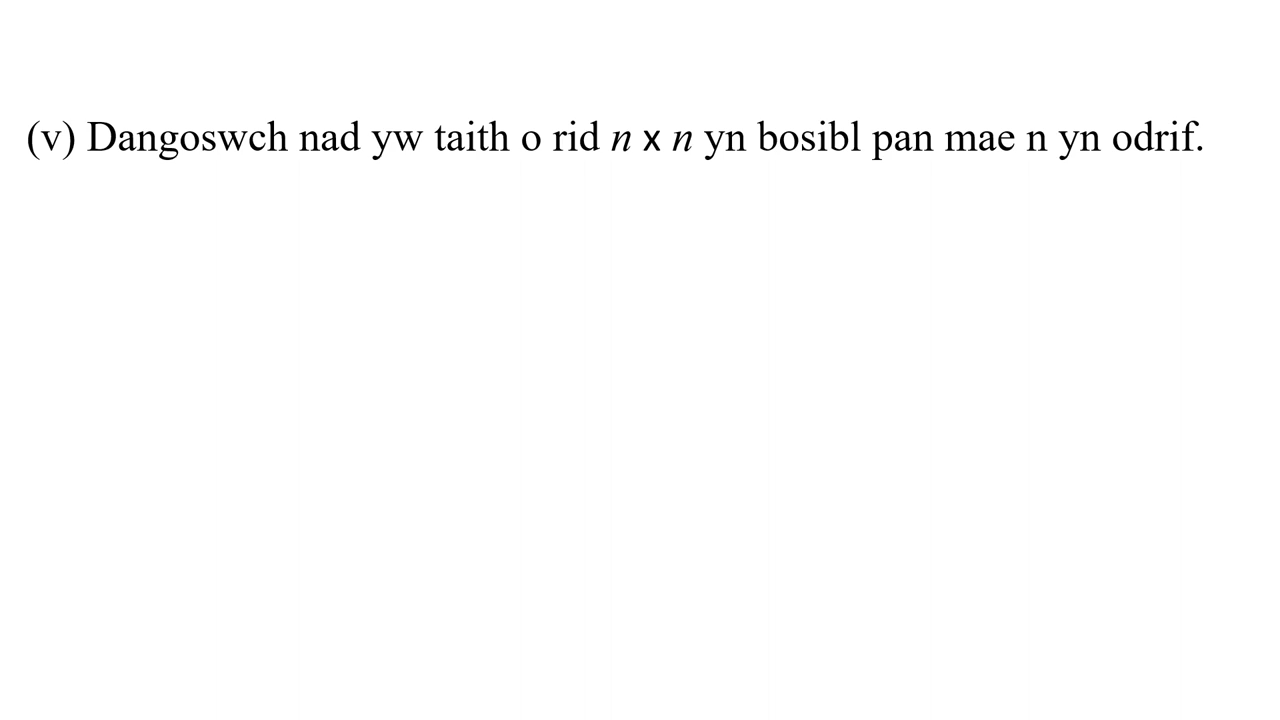 (v) Dangoswch nad yw taith o rid n x n yn bosibl pan mae n yn odrif.